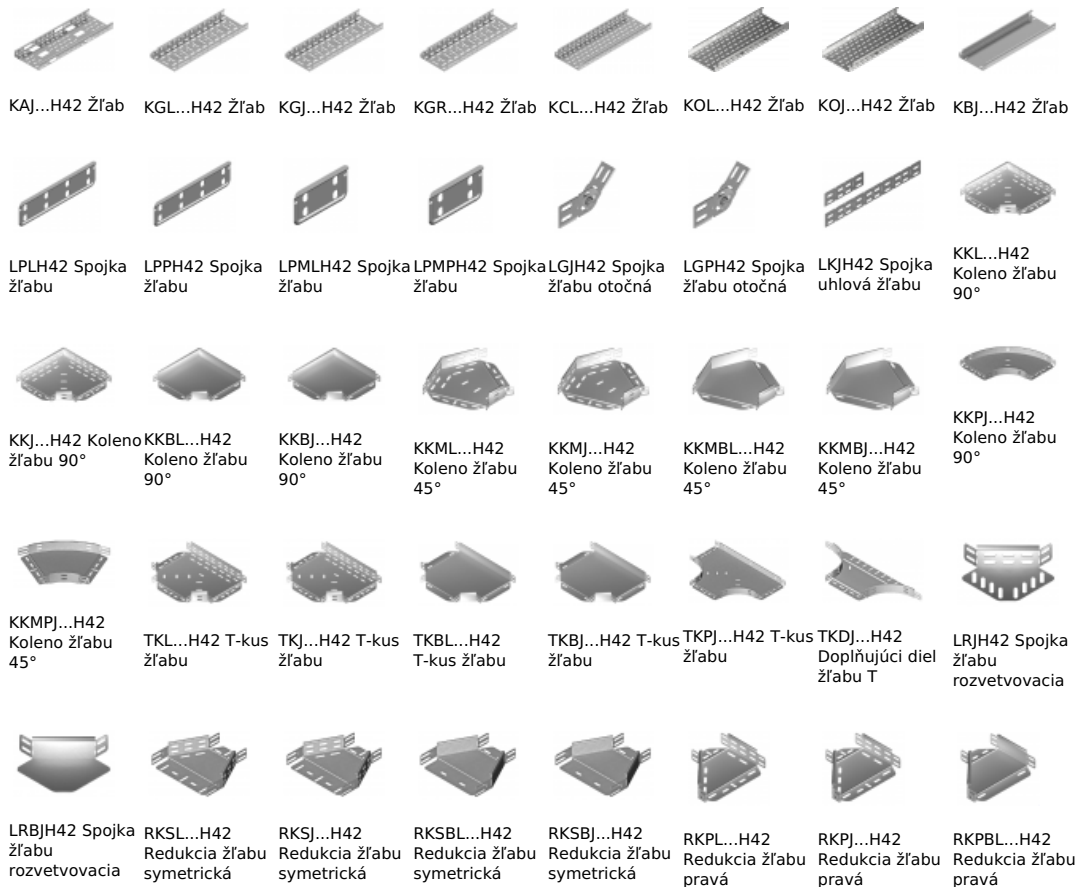 KAJ...H42 Žľab
KGL...H42 Žľab
KGJ...H42 Žľab
KGR...H42 Žľab
KCL...H42 Žľab
KOL...H42 Žľab
KOJ...H42 Žľab
KBJ...H42 Žľab
LPLH42 Spojka
žľabu
LPPH42 Spojka
žľabu
LPMLH42 Spojka
žľabu
LPMPH42 Spojka
žľabu
LGJH42 Spojka
žľabu otočná
LGPH42 Spojka
žľabu otočná
LKJH42 Spojka
uhlová žľabu
KKL...H42
Koleno žľabu
90°
KKJ...H42 Koleno
žľabu 90°
KKBL...H42
Koleno žľabu
90°
KKBJ...H42
Koleno žľabu
90°
KKML...H42
Koleno žľabu
45°
KKMJ...H42
Koleno žľabu
45°
KKMBL...H42
Koleno žľabu
45°
KKMBJ...H42
Koleno žľabu
45°
KKPJ...H42
Koleno žľabu
90°
KKMPJ...H42
Koleno žľabu
45°
TKL...H42 T-kus
žľabu
TKJ...H42 T-kus
žľabu
TKBL...H42
T-kus žľabu
TKBJ...H42 T-kus
žľabu
TKPJ...H42 T-kus
žľabu
TKDJ...H42
Doplňujúci diel
žľabu T
LRJH42 Spojka
žľabu
rozvetvovacia
LRBJH42 Spojka
žľabu
rozvetvovacia
RKSL...H42
Redukcia žľabu
symetrická
RKSJ...H42
Redukcia žľabu
symetrická
RKSBL...H42
Redukcia žľabu
symetrická
RKSBJ...H42
Redukcia žľabu
symetrická
RKPL...H42
Redukcia žľabu
pravá
RKPJ...H42
Redukcia žľabu
pravá
RKPBL...H42
Redukcia žľabu
pravá